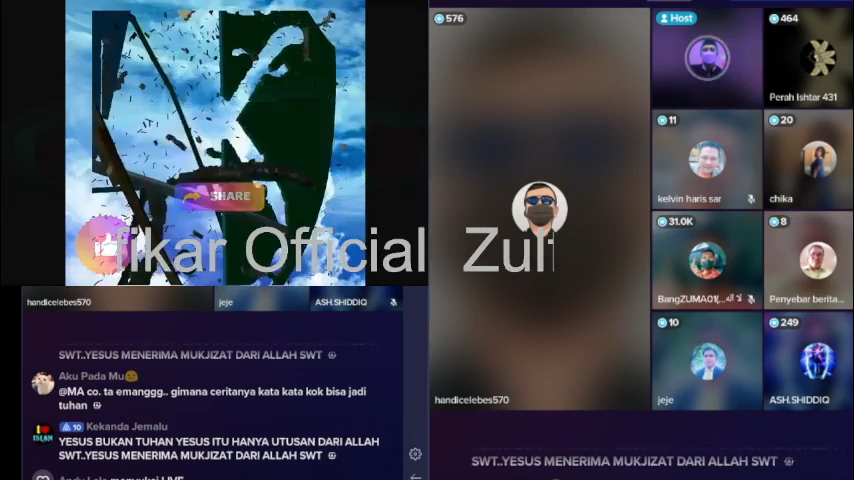 SHARE
fikar Official Zulf
handicelebes570
jeje
ASH.SHIDDIQ
SWT..YESUS MENERIMA MUKJIZAT DARI ALLAH SWT
Aku Pada Mu
@MA co. ta emanggg.. gimana ceritanya kata kata kok bisa jadi
tuhan
I ISLAM
10 Kekanda Jemalu
YESUS BUKAN TUHAN YESUS ITU HANYA UTUSAN DARI ALLAH
SWT..YESUS MENERIMA MUKJIZAT DARI ALLAH SWT
576
handicelebes570
Host
464
Perah Ishtar 431
11
kelvin haris sar
20
chika
31.0K
BangZUMA01(...
8
Penyebar berita...
10
jeje
249
ASH.SHIDDIQ
SWT..YESUS MENERIMA MUKJIZAT DARI ALLAH SWT